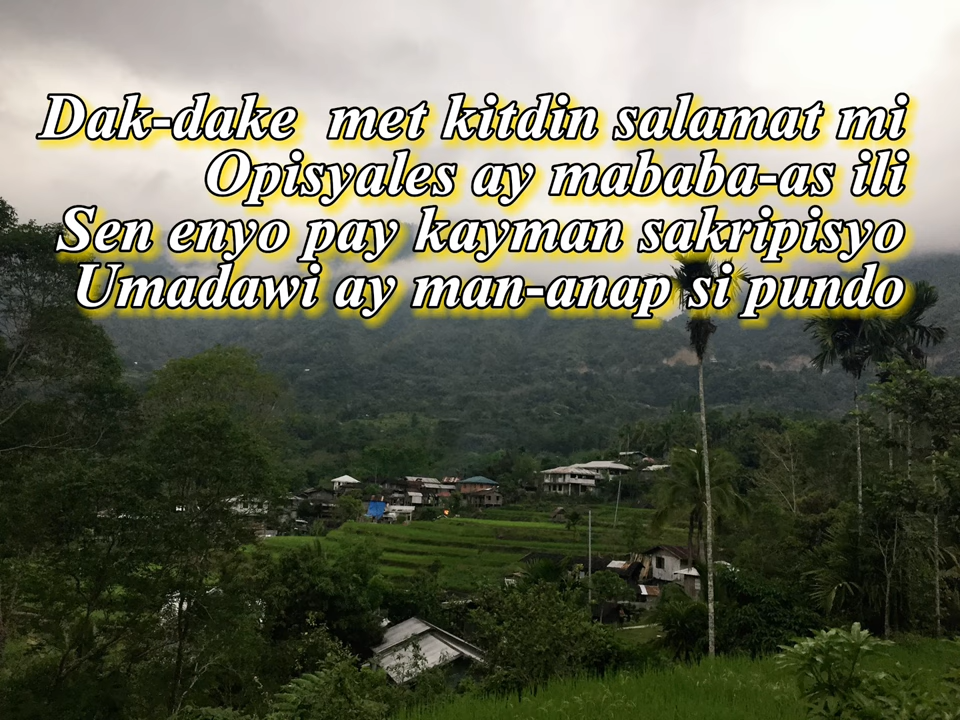 Dak-dake met kitdin salamat mi
Opisyales ay mababa-as ili
Sen enyo pay kayman sakripisyo
Umadawi ay man-anap si pundo